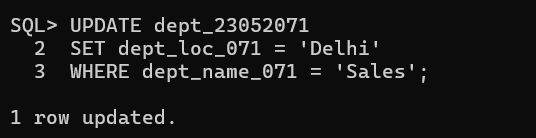 SQL> UPDATE dept_23052071
  2  SET dept_loc_071 = 'Delhi'
  3  WHERE dept_name_071 = 'Sales';
1 row updated.